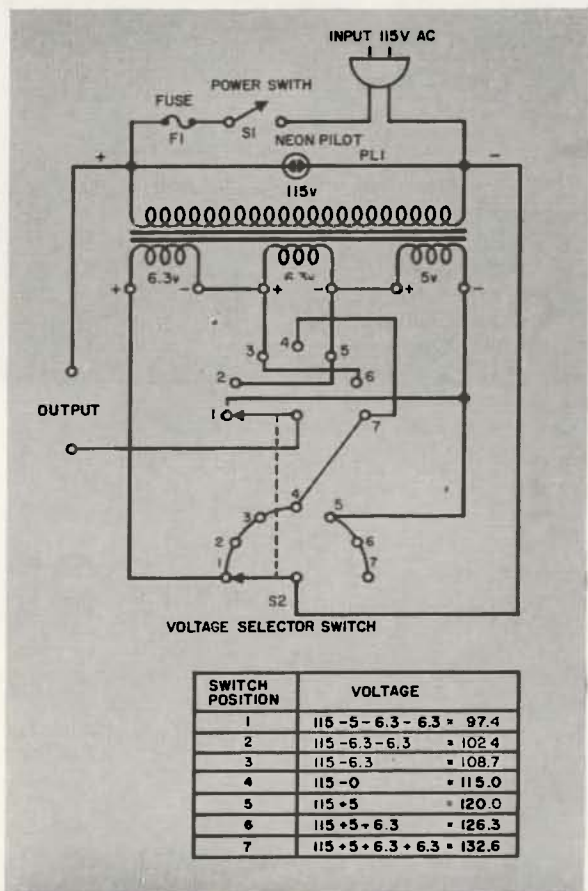 INPUT 115V AC
POWER SWITH
FUSE
F1
S1
NEON PILOT
PL1
+
-
115V
6.3V
6.3V
5V
+
-
+
-
+
-
4
3
5
2
6
1
7
OUTPUT
4
3
5
2
6
1
7
S2
VOLTAGE SELECTOR SWITCH
SWITCH POSITION VOLTAGE
1 115-5-6.3-6.3 = 97.4
2 115-6.3-6.3 = 102.4
3 115-6.3 = 108.7
4 115-0 = 115.0
5 115+5 = 120.0
6 115+5+6.3 = 126.3
7 115+5+6.3+6.3 = 132.6